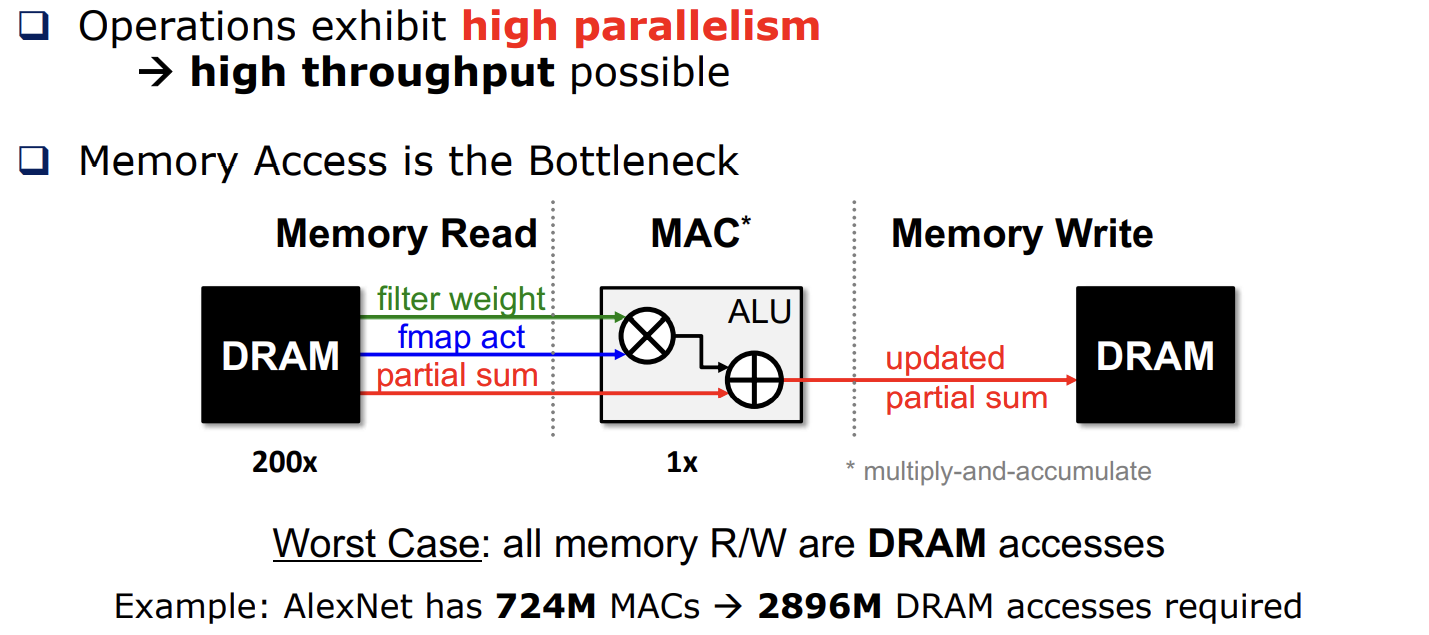 Operations exhibit high parallelism
→ high throughput possible
Memory Access is the Bottleneck
Memory Read
MAC*
Memory Write
DRAM
filter weight
fmap act
partial sum
ALU
updated
partial sum
DRAM
200x
1x
* multiply-and-accumulate
Worst Case: all memory R/W are DRAM accesses
Example: AlexNet has 724M MACs → 2896M DRAM accesses required